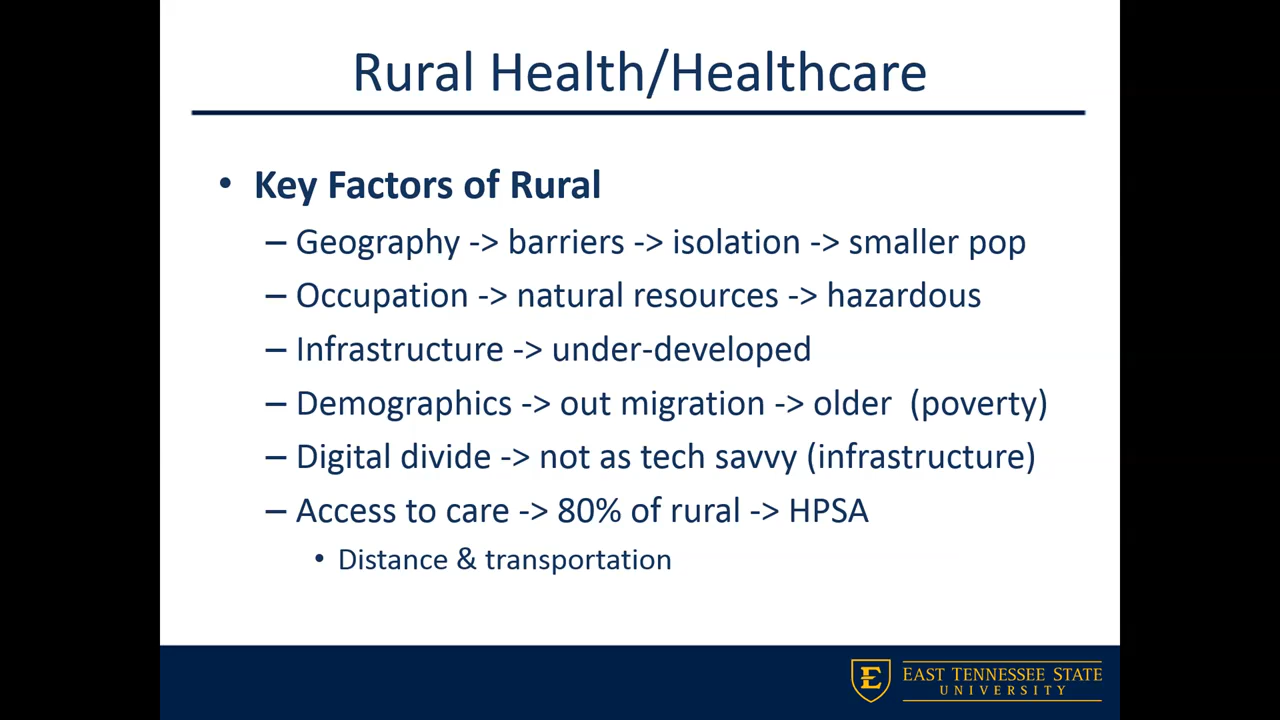 Rural Health/Healthcare
• Key Factors of Rural
– Geography -> barriers -> isolation -> smaller pop
– Occupation -> natural resources -> hazardous
– Infrastructure -> under-developed
– Demographics -> out migration -> older  (poverty)
– Digital divide -> not as tech savvy (infrastructure)
– Access to care -> 80% of rural -> HPSA
• Distance & transportation
E
EAST TENNESSEE STATE
UNIVERSITY